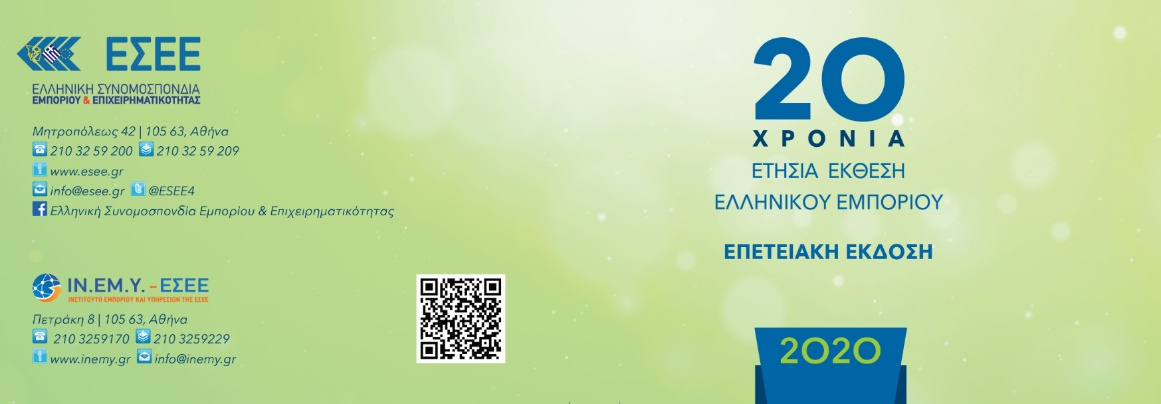 ΕΣΕΕ
ΕΛΛΗΝΙΚΗ ΣΥΝΟΜΟΣΠΟΝΔΙΑ
ΕΜΠΟΡΙΟΥ & ΕΠΙΧΕΙΡΗΜΑΤΙΚΟΤΗΤΑΣ
Μητροπόλεως 42 | 105 63, Αθήνα
210 32 59 200 210 32 59 209
www.esee.gr
info@esee.gr @ESEE4
Ελληνική Συνομοσπονδία Εμπορίου & Επιχειρηματικότητας
ΙΝ.ΕΜ.Υ. - ΕΣΕΕ
ΙΝΣΤΙΤΟΥΤΟ ΕΜΠΟΡΙΟΥ ΚΑΙ ΥΠΗΡΕΣΙΩΝ ΤΗΣ ΕΣΕΕ
Πετράκη 8 | 105 63, Αθήνα
210 3259170 210 3259229
www.inemy.gr info@inemy.gr
20
ΧΡΟΝΙΑ
ΕΤΗΣΙΑ ΕΚΘΕΣΗ
ΕΛΛΗΝΙΚΟΥ ΕΜΠΟΡΙΟΥ
ΕΠΕΤΕΙΑΚΗ ΕΚΔΟΣΗ
2020